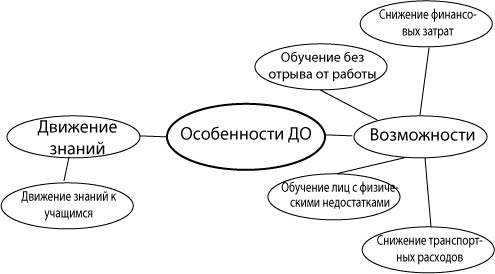 Снижение финансо-
вых затрат
Обучение без
отрыва от работы
Движение
знаний
Особенности ДО
Возможности
Движение знаний к
учащимся
Обучение лиц с физиче-
скими недостатками
Снижение транспорт-
ных расходов